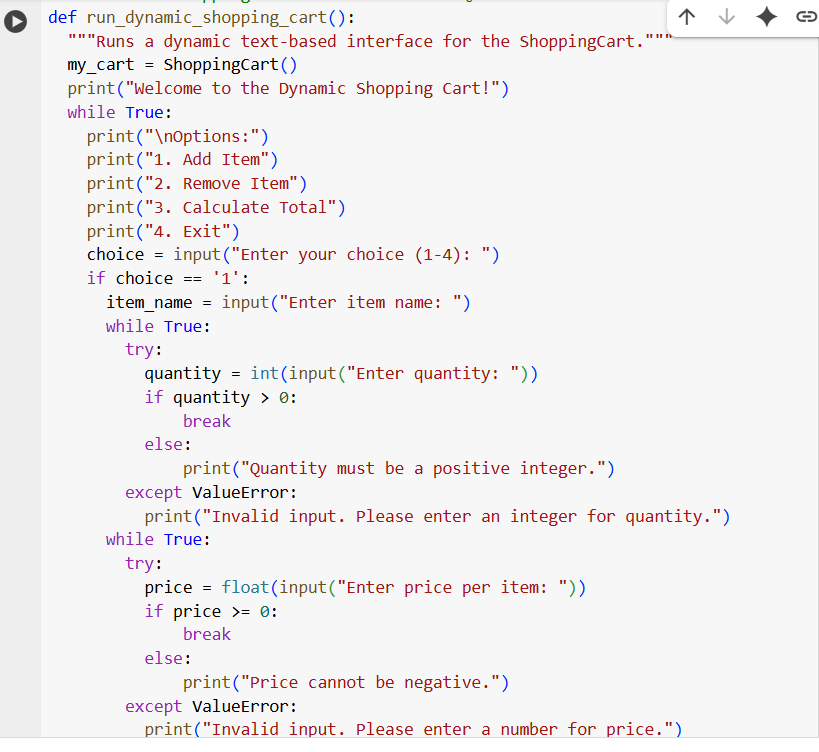 def run_dynamic_shopping_cart():
  """Runs a dynamic text-based interface for the ShoppingCart."""
  my_cart = ShoppingCart()
  print("Welcome to the Dynamic Shopping Cart!")
  while True:
    print("\nOptions:")
    print("1. Add Item")
    print("2. Remove Item")
    print("3. Calculate Total")
    print("4. Exit")
    choice = input("Enter your choice (1-4): ")
    if choice == '1':
      item_name = input("Enter item name: ")
      while True:
        try:
          quantity = int(input("Enter quantity: "))
          if quantity > 0:
              break
          else:
              print("Quantity must be a positive integer.")
        except ValueError:
          print("Invalid input. Please enter an integer for quantity.")
      while True:
        try:
          price = float(input("Enter price per item: "))
          if price >= 0:
              break
          else:
              print("Price cannot be negative.")
        except ValueError:
          print("Invalid input. Please enter a number for price.")